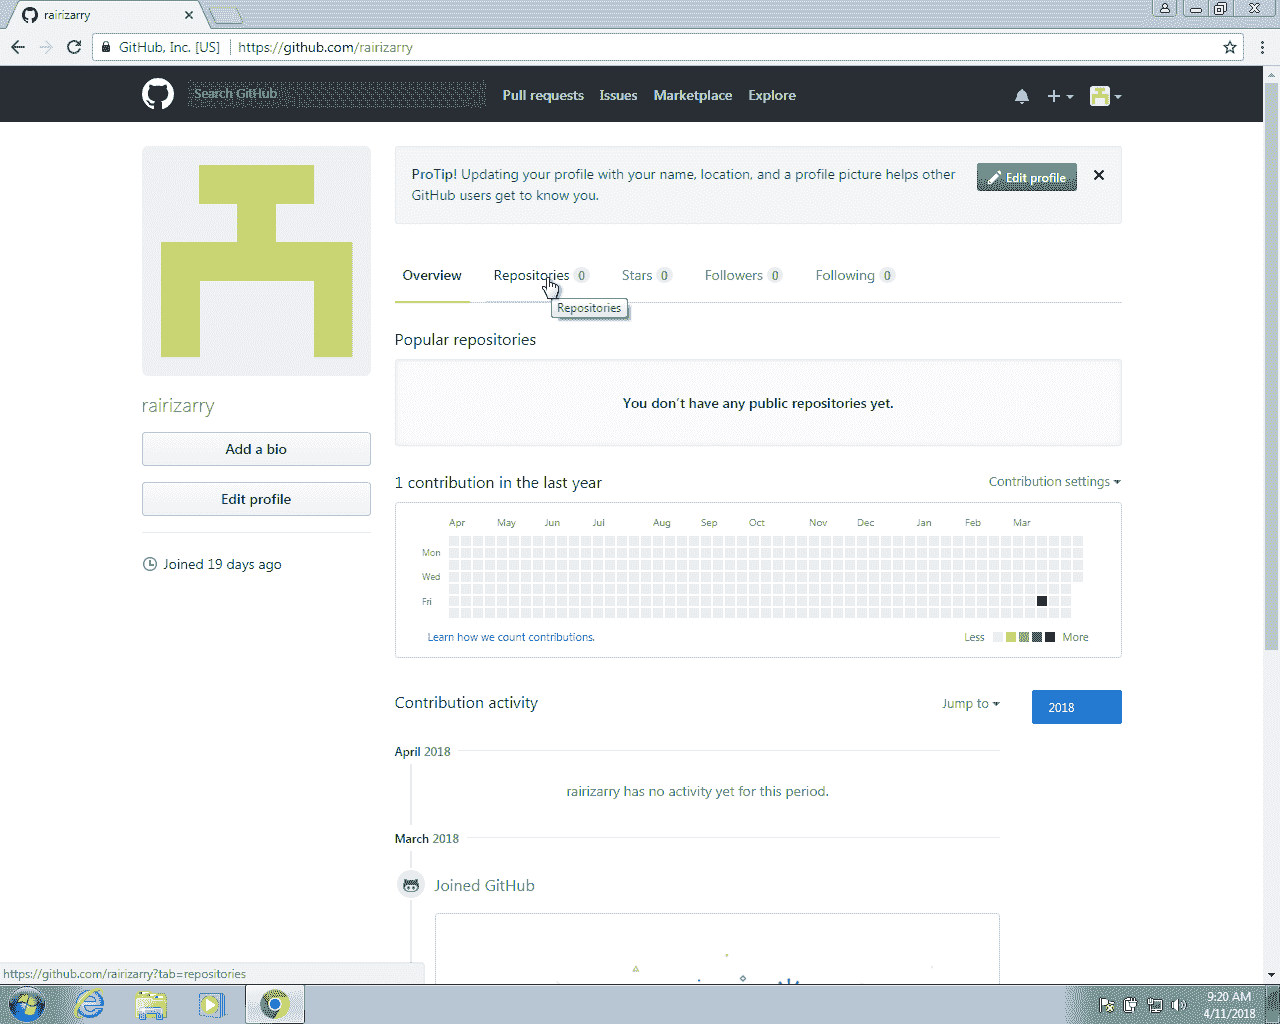 rairizarry
GitHub, Inc. [US] https://github.com/rairizarry
Search GitHub Pull requests Issues Marketplace Explore
ProTip! Updating your profile with your name, location, and a profile picture helps other
GitHub users get to know you.
Edit profile
Overview Repositories 0 Stars 0 Followers 0 Following 0
Repositories
Popular repositories
You don't have any public repositories yet.
rairizarry
Add a bio
Edit profile
Joined 19 days ago
1 contribution in the last year Contribution settings
Apr May Jun Jul Aug Sep Oct Nov Dec Jan Feb Mar
Mon
Wed
Fri
Learn how we count contributions. Less More
Contribution activity Jump to 2018
April 2018
rairizarry has no activity yet for this period.
March 2018
Joined GitHub
https://github.com/rairizarry?tab=repositories
9:20 AM
4/11/2018